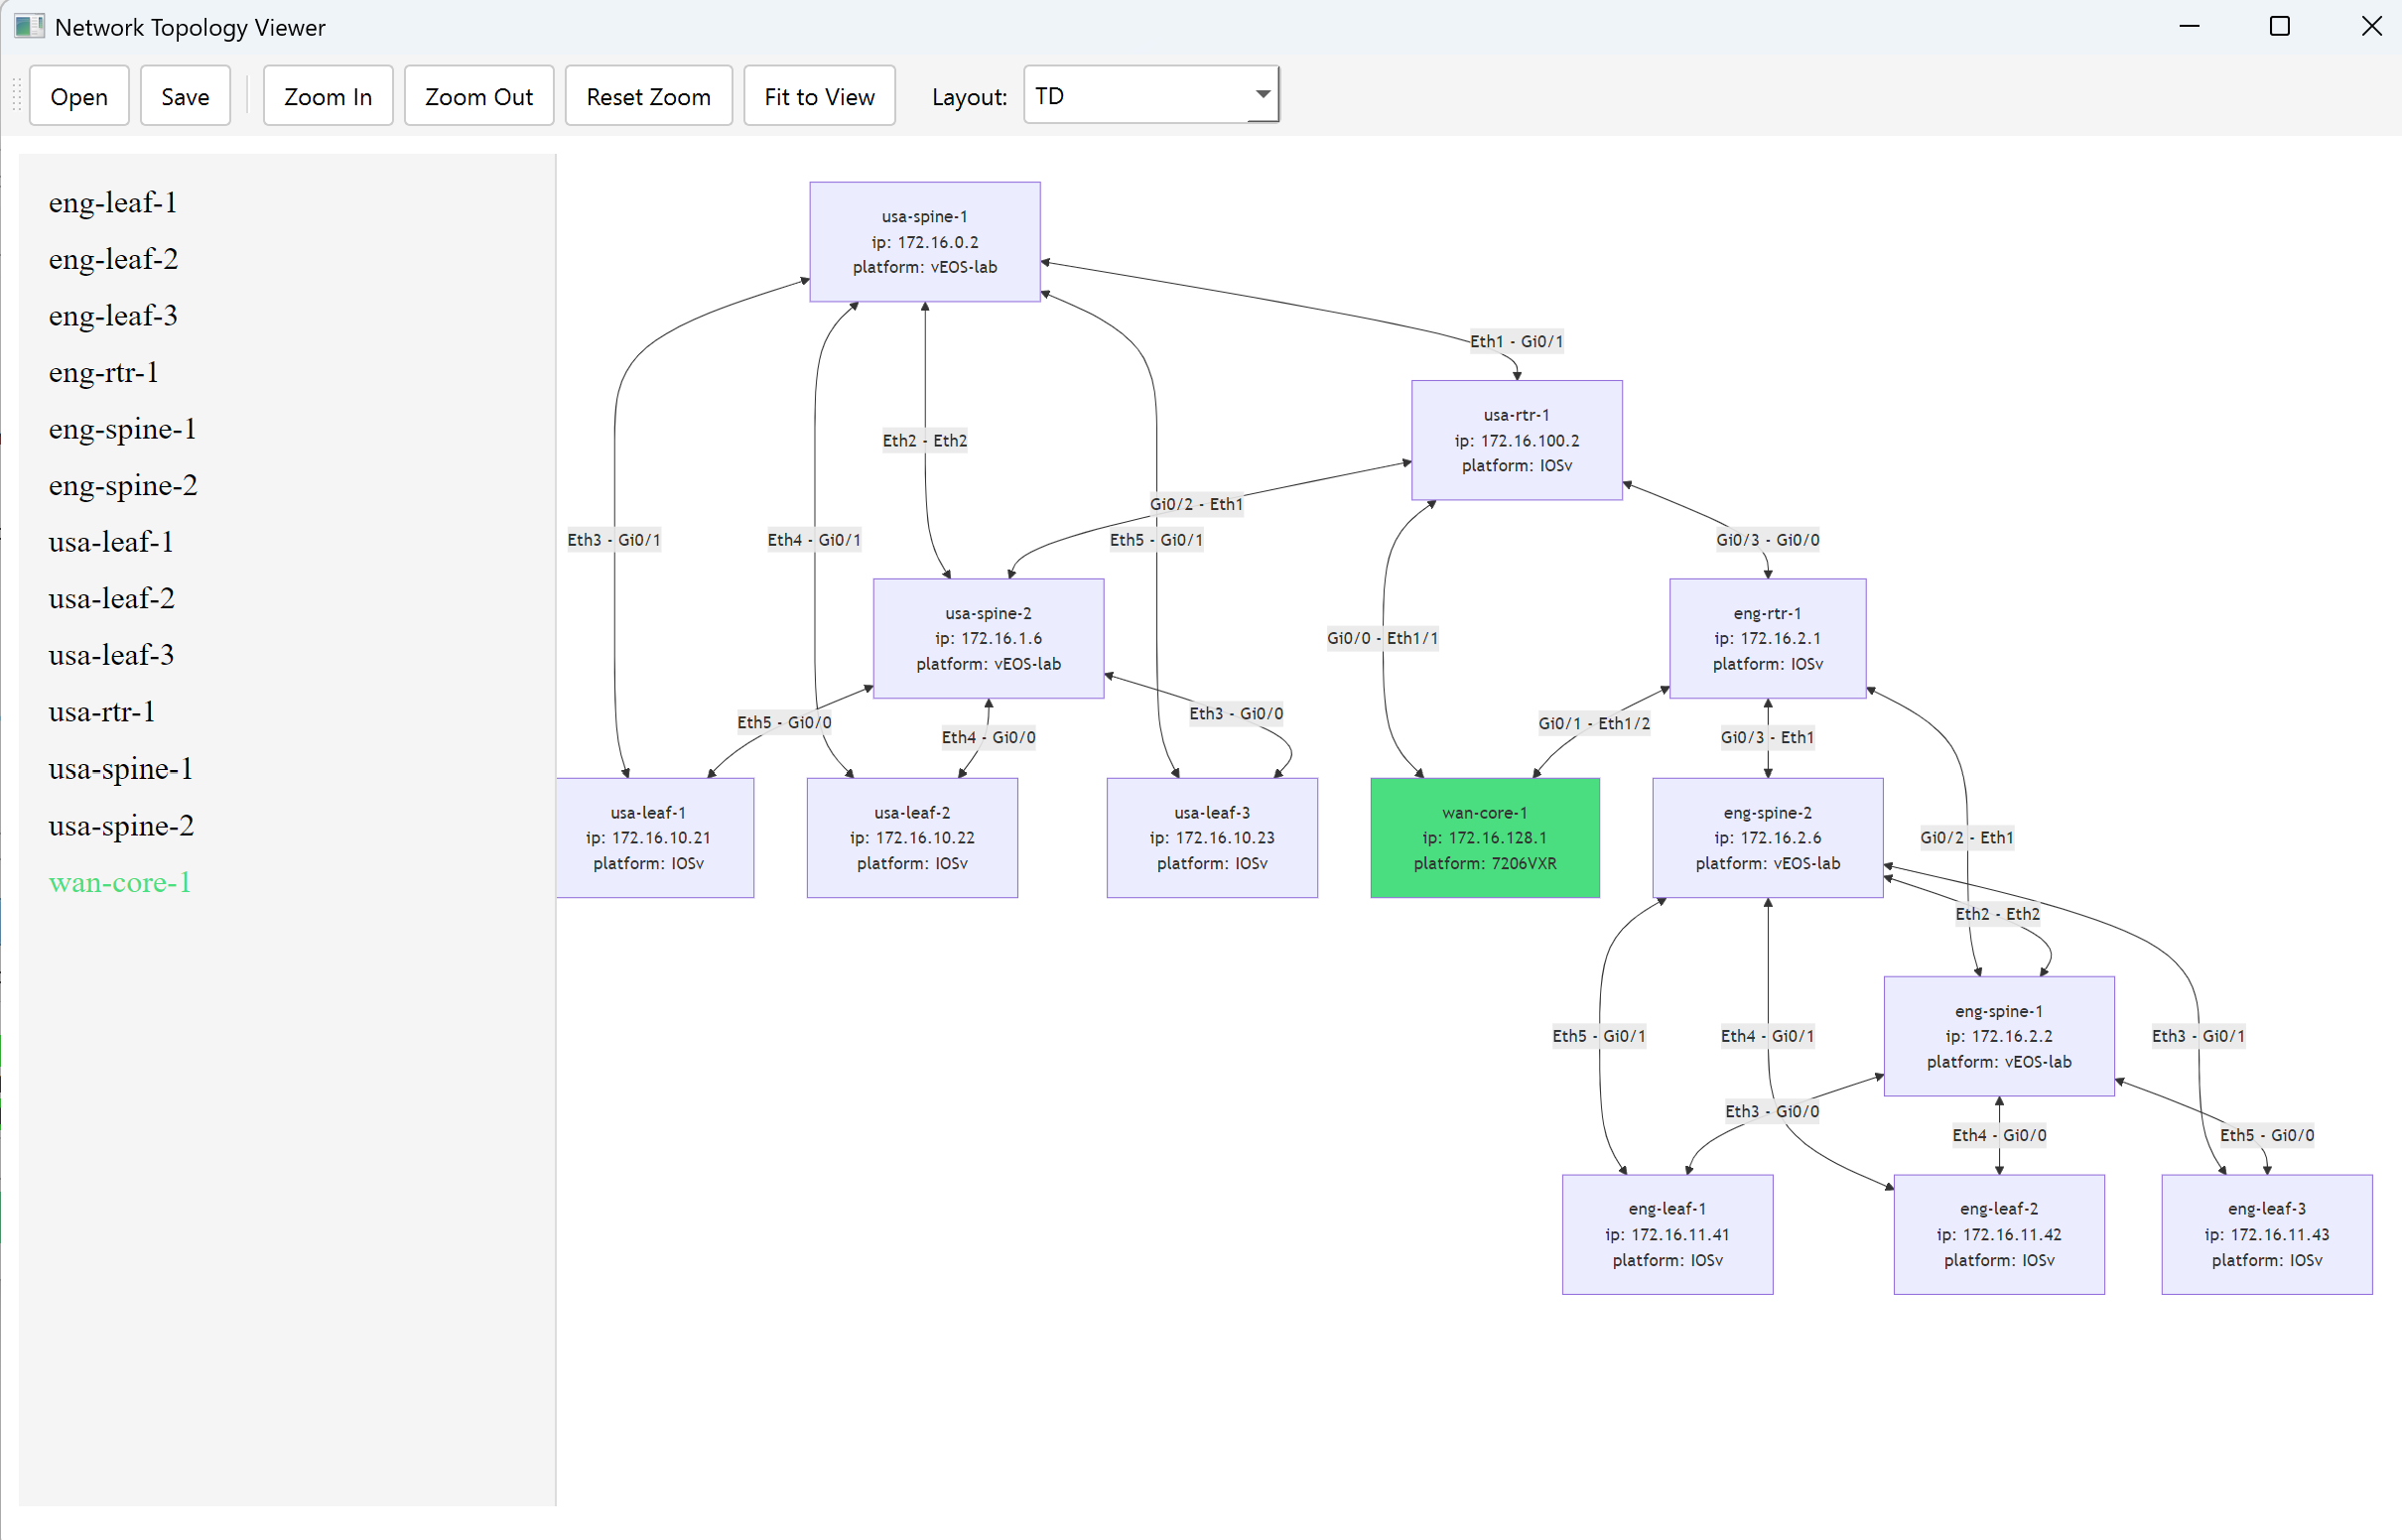 Network Topology Viewer
Open
Save
Zoom In
Zoom Out
Reset Zoom
Fit to View
Layout:
TD
eng-leaf-1
eng-leaf-2
eng-leaf-3
eng-rtr-1
eng-spine-1
eng-spine-2
usa-leaf-1
usa-leaf-2
usa-leaf-3
usa-rtr-1
usa-spine-1
usa-spine-2
wan-core-1
usa-spine-1
ip: 172.16.0.2
platform: vEOS-lab
Eth1 - Gi0/1
usa-rtr-1
ip: 172.16.100.2
platform: IOSv
Eth2 - Eth2
Gi0/2 - Eth1
Eth3 - Gi0/1
Eth4 - Gi0/1
Eth5 - Gi0/1
Gi0/3 - Gi0/0
usa-spine-2
ip: 172.16.1.6
platform: vEOS-lab
Gi0/0 - Eth1/1
eng-rtr-1
ip: 172.16.2.1
platform: IOSv
Eth5 - Gi0/0
Eth4 - Gi0/0
Eth3 - Gi0/0
Gi0/1 - Eth1/2
Gi0/3 - Eth1
usa-leaf-1
ip: 172.16.10.21
platform: IOSv
usa-leaf-2
ip: 172.16.10.22
platform: IOSv
usa-leaf-3
ip: 172.16.10.23
platform: IOSv
wan-core-1
ip: 172.16.128.1
platform: 7206VXR
eng-spine-2
ip: 172.16.2.6
platform: vEOS-lab
Gi0/2 - Eth1
Eth2 - Eth2
eng-spine-1
ip: 172.16.2.2
platform: vEOS-lab
Eth5 - Gi0/1
Eth4 - Gi0/1
Eth3 - Gi0/1
Eth3 - Gi0/0
Eth4 - Gi0/0
Eth5 - Gi0/0
eng-leaf-1
ip: 172.16.11.41
platform: IOSv
eng-leaf-2
ip: 172.16.11.42
platform: IOSv
eng-leaf-3
ip: 172.16.11.43
platform: IOSv